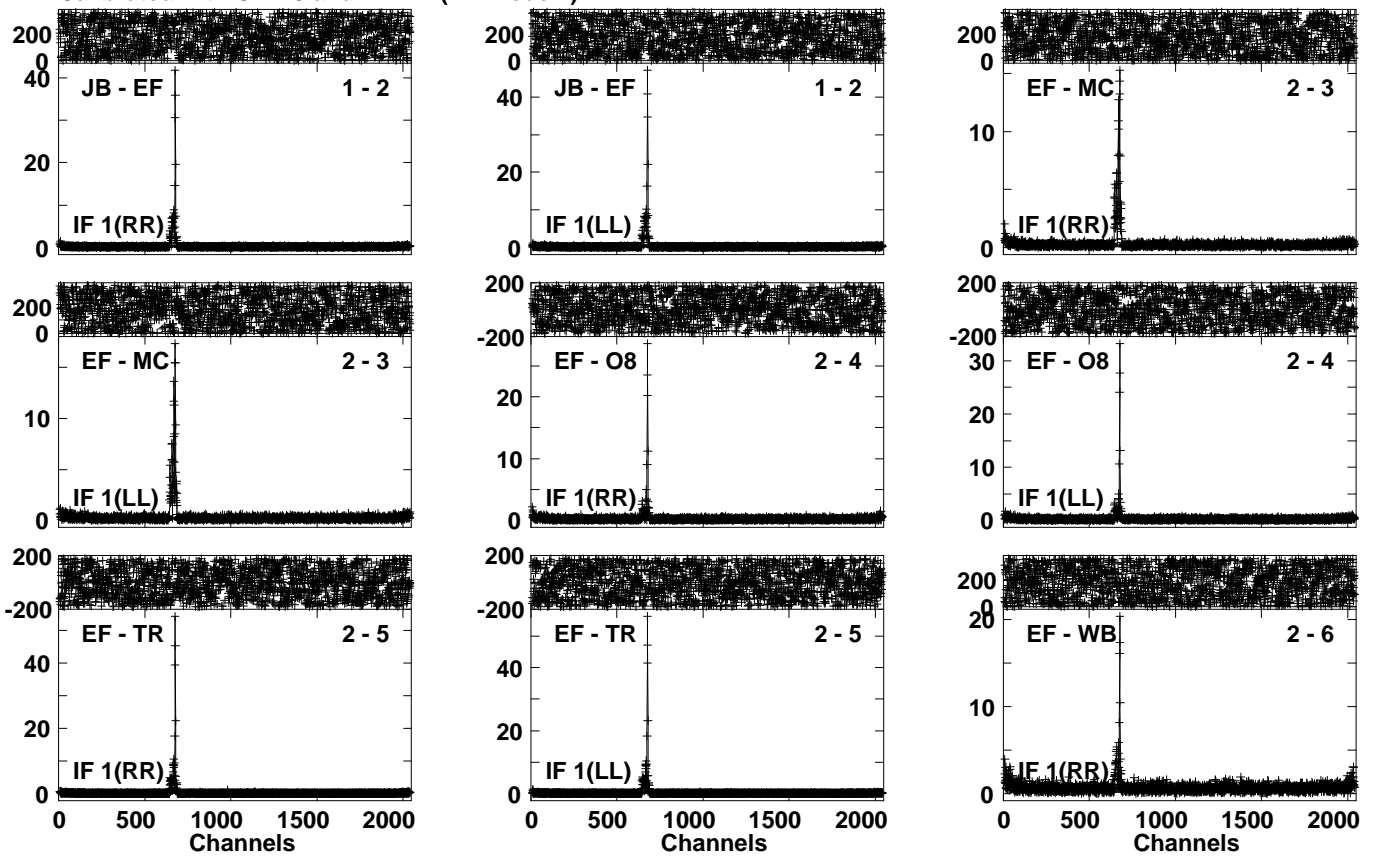 200
0
40
20
0
JB - EF 1 - 2
IF 1(RR)
200
0
40
20
0
JB - EF 1 - 2
IF 1(LL)
200
0
10
0
EF - MC 2 - 3
IF 1(RR)
200
0
10
0
EF - MC 2 - 3
IF 1(LL)
200
-200
20
10
0
EF - O8 2 - 4
IF 1(RR)
200
-200
30
20
10
0
EF - O8 2 - 4
IF 1(LL)
200
-200
40
20
0
EF - TR 2 - 5
IF 1(RR)
0 500 1000 1500 2000
Channels
200
-200
40
20
0
EF - TR 2 - 5
IF 1(LL)
0 500 1000 1500 2000
Channels
200
0
20
10
0
EF - WB 2 - 6
IF 1(RR)
0 500 1000 1500 2000
Channels